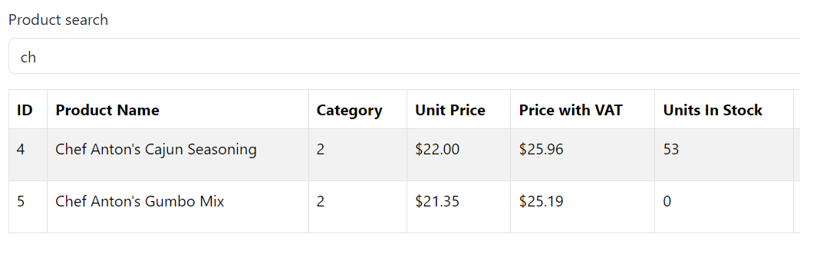 Product search
ch
ID Product Name Category Unit Price Price with VAT Units In Stock
4 Chef Anton's Cajun Seasoning 2 $22.00 $25.96 53
5 Chef Anton's Gumbo Mix 2 $21.35 $25.19 0